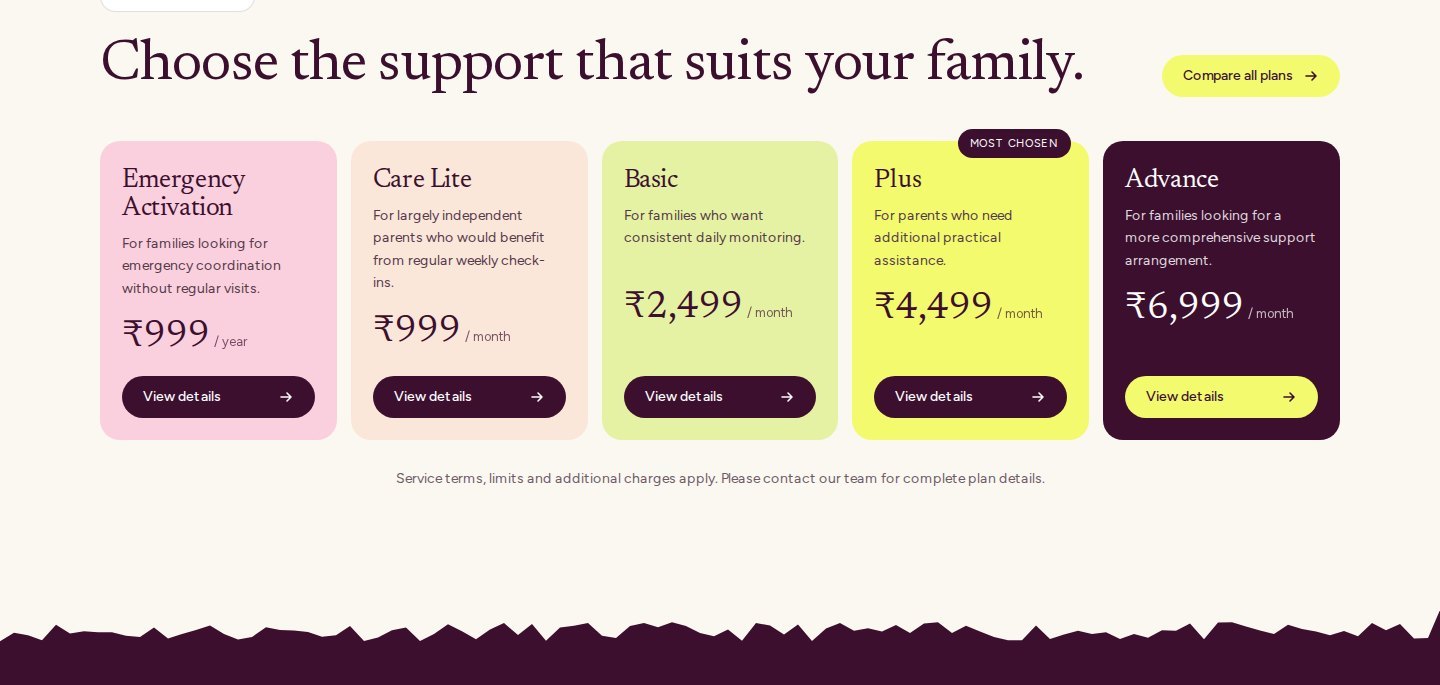 Choose the support that suits your family.
Compare all plans
MOST CHOSEN
Emergency
Activation
For families looking for
emergency coordination
without regular visits.
₹999 / year
View details
Care Lite
For largely independent
parents who would benefit
from regular weekly check-
ins.
₹999 / month
View details
Basic
For families who want
consistent daily monitoring.
₹2,499 / month
View details
Plus
For parents who need
additional practical
assistance.
₹4,499 / month
View details
Advance
For families looking for a
more comprehensive support
arrangement.
₹6,999 / month
View details
Service terms, limits and additional charges apply. Please contact our team for complete plan details.